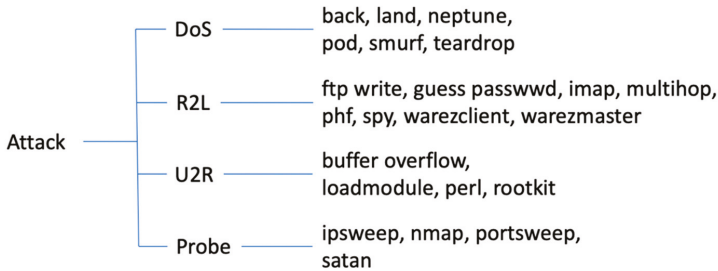 DoS
back, land, neptune,
pod, smurf, teardrop
R2L
ftp write, guess passwwd, imap, multihop,
phf, spy, warezclient, warezmaster
Attack
U2R
buffer overflow,
loadmodule, perl, rootkit
Probe
ipsweep, nmap, portsweep,
satan